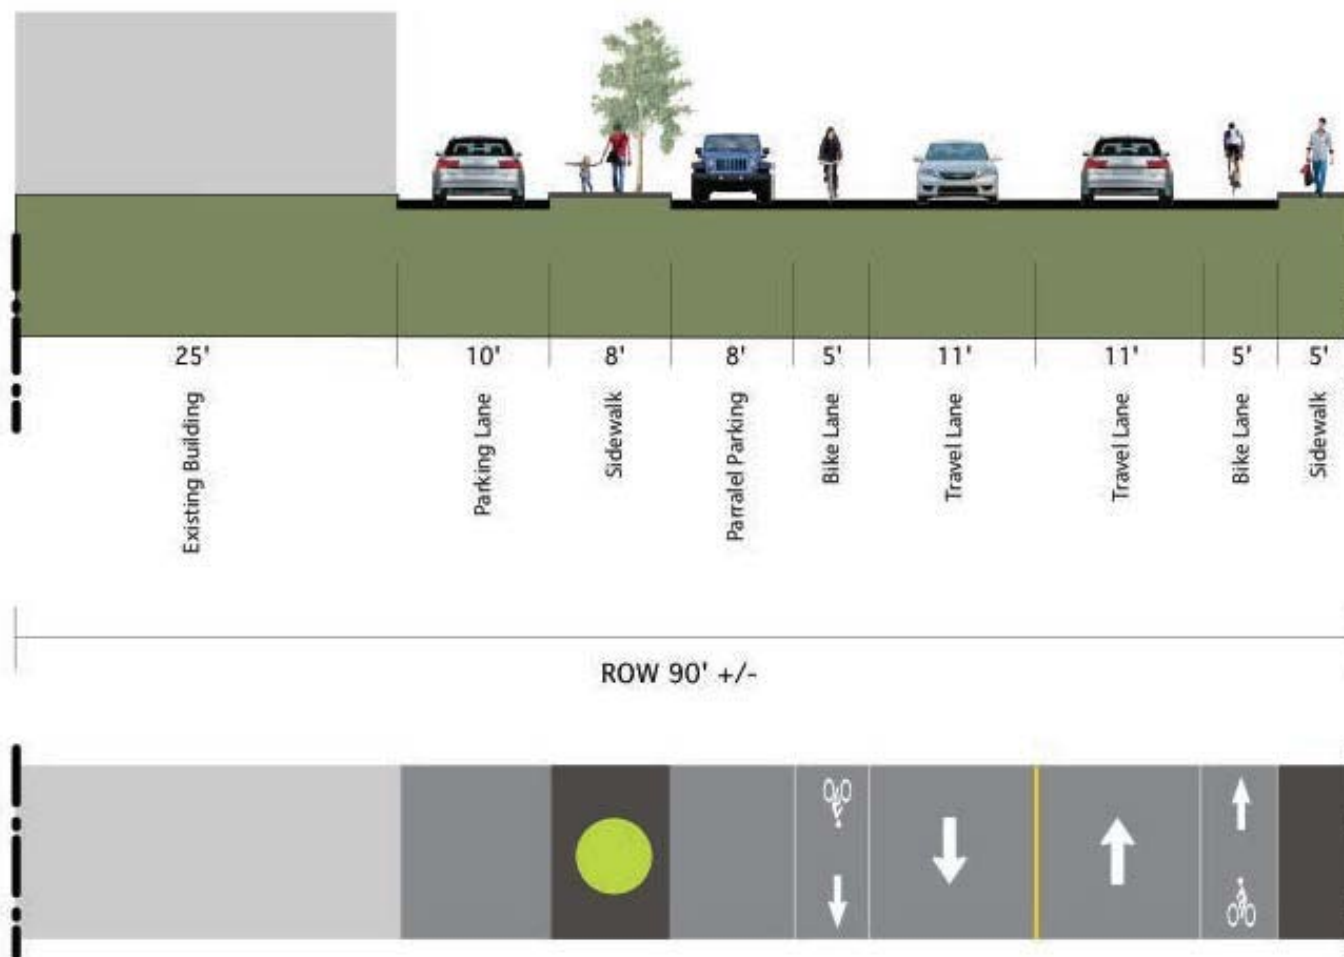 25' 10' 8' 8' 5' 11' 11' 5' 5'
Existing Building
Parking Lane
Sidewalk
Parralel Parking
Bike Lane
Travel Lane
Travel Lane
Bike Lane
Sidewalk
ROW 90' +/-